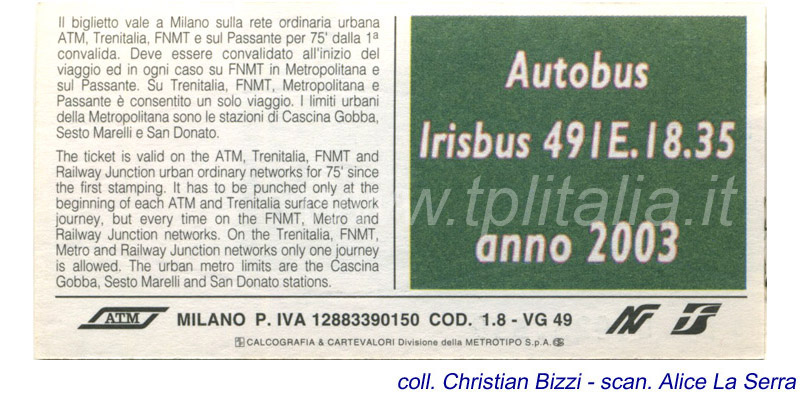 Il biglietto vale a Milano sulla rete ordinaria urbana
ATM, Trenitalia, FNMT e sul Passante per 75' dalla 1ª
convalida. Deve essere convalidato all'inizio del
viaggio ed in ogni caso su FNMT in Metropolitana e
sul Passante. Su Trenitalia, FNMT, Metropolitana e
Passante è consentito un solo viaggio. I limiti urbani
della Metropolitana sono le stazioni di Cascina Gobba,
Sesto Marelli e San Donato.
The ticket is valid on the ATM, Trenitalia, FNMT and
Railway Junction urban ordinary networks for 75' since
the first stamping. It has to be punched only at the
beginning of each ATM and Trenitalia surface network
journey, but every time on the FNMT, Metro and
Railway Junction networks. On the Trenitalia, FNMT,
Metro and Railway Junction networks only one journey
is allowed. The urban metro limits are the Cascina
Gobba, Sesto Marelli and San Donato stations.
Autobus
Irisbus 491E.18.35
anno 2003
www.tplitalia.it
ATM MILANO P. IVA 12883390150 COD. 1.8 - VG 49
CALCOGRAFIA & CARTEVALORI Divisione della METROTIPO S.p.A.
coll. Christian Bizzi - scan. Alice La Serra